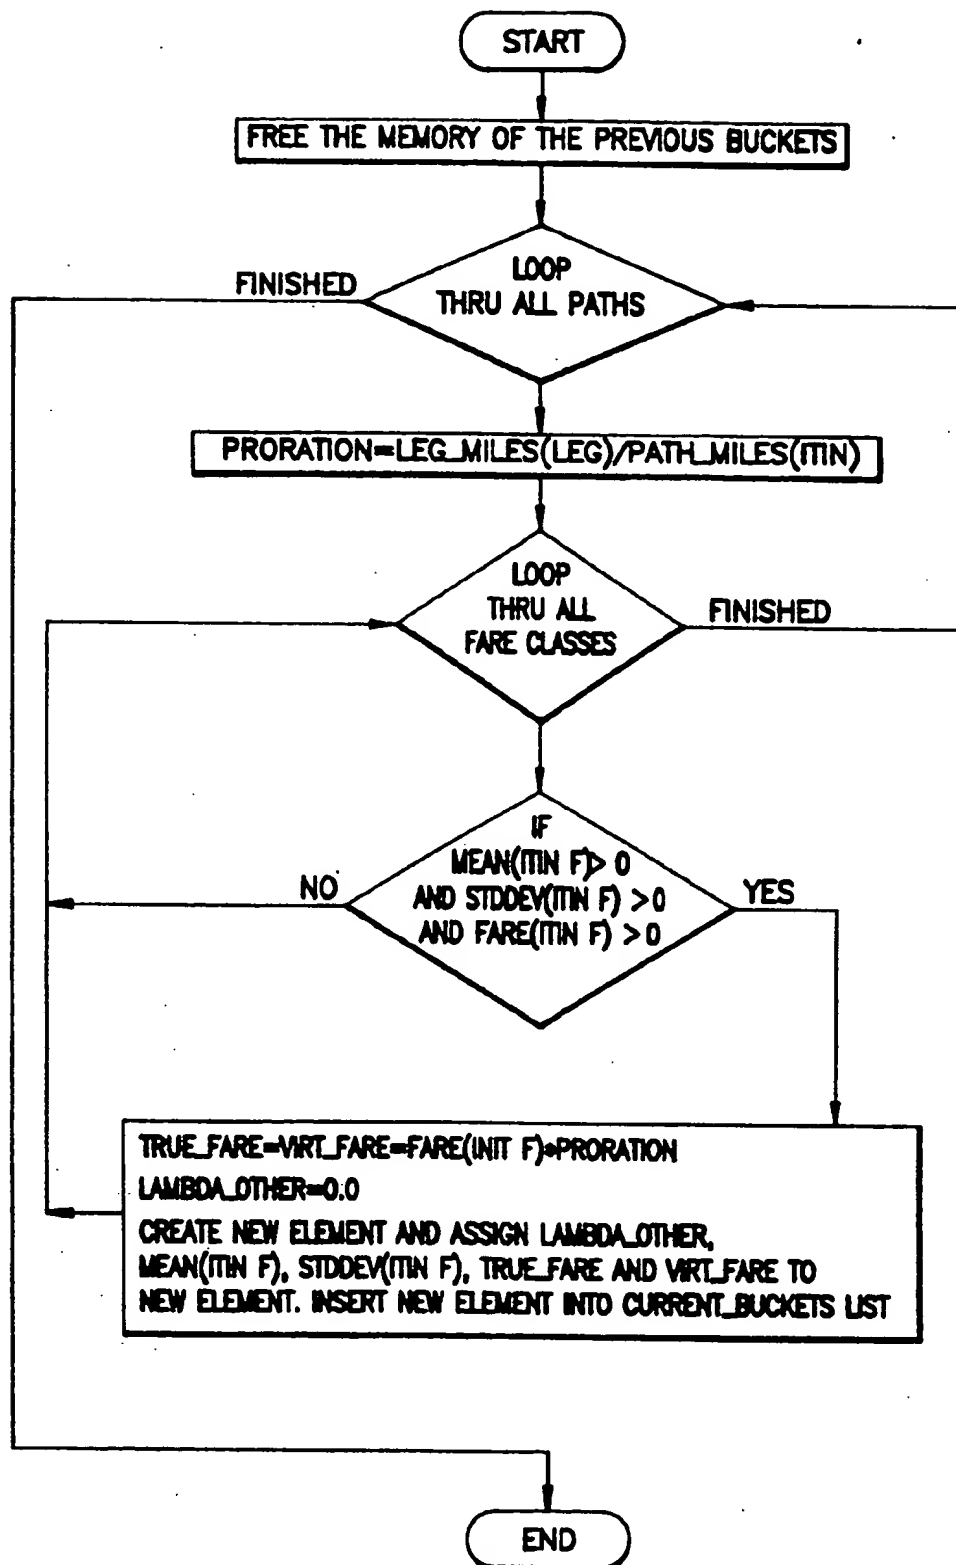 START
FREE THE MEMORY OF THE PREVIOUS BUCKETS
FINISHED
LOOP
THRU ALL PATHS
PRORATION=LEG_MILES(LEG)/PATH_MILES(ITIN)
LOOP
THRU ALL
FARE CLASSES
FINISHED
IF
MEAN(ITIN F)> 0
AND STDDEV(ITIN F) >0
AND FARE(ITIN F) >0
NO
YES
TRUE_FARE=VIRT_FARE=FARE(INIT F)*PRORATION
LAMBDA_OTHER=0.0
CREATE NEW ELEMENT AND ASSIGN LAMBDA_OTHER,
MEAN(ITIN F), STDDEV(ITIN F), TRUE_FARE AND VIRT_FARE TO
NEW ELEMENT. INSERT NEW ELEMENT INTO CURRENT_BUCKETS LIST
END